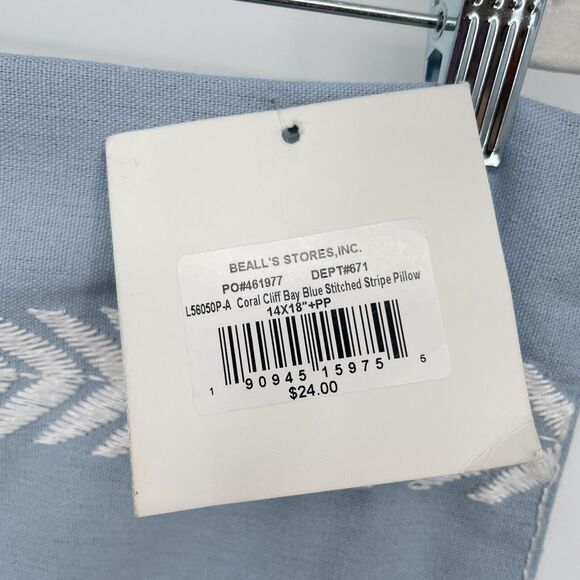 BEALL'S STORES,INC.
PO#461977 DEPT#671
L56050P-A Coral Cliff Bay Blue Stitched Stripe Pillow
14X18"+PP
1 90945 15975 5
$24.00